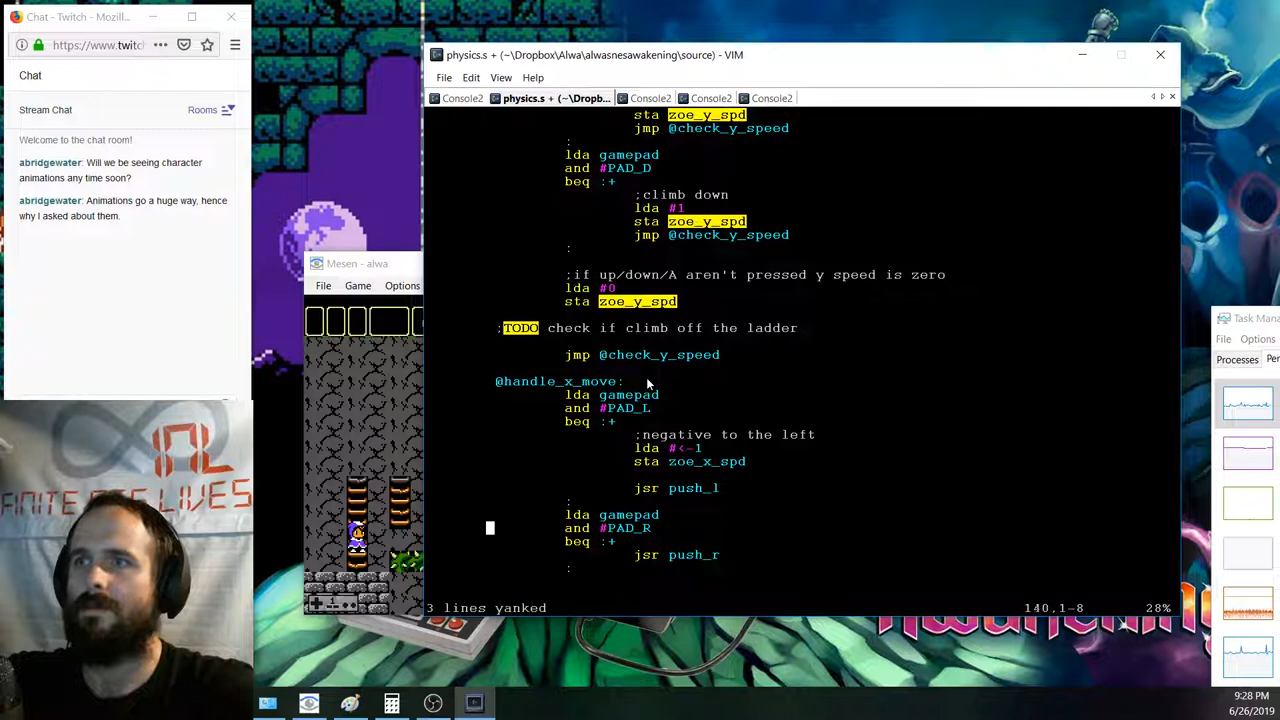 Chat - Twitch - Mozill...
https://www.twitc
Chat
Stream Chat
Rooms
Welcome to the chat room!
abridgewater: Will we be seeing character
animations any time soon?
abridgewater: Animations go a huge way, hence
why I asked about them.
Mesen - alwa
File Game Options
physics.s + (~\Dropbox\Alwa\alwasnesawakening\source) - VIM
File Edit View Help
Console2 physics.s + (~\Dropb... Console2 Console2 Console2
sta zoe_y_spd
jmp @check_y_speed
:
lda gamepad
and #PAD_D
beq :+
;climb down
lda #1
sta zoe_y_spd
jmp @check_y_speed
:
;if up/down/A aren't pressed y speed is zero
lda #0
sta zoe_y_spd
;TODO check if climb off the ladder
jmp @check_y_speed
@handle_x_move:
lda gamepad
and #PAD_L
beq :+
;negative to the left
lda #<-1
sta zoe_x_spd
jsr push_l
:
lda gamepad
and #PAD_R
beq :+
jsr push_r
:
3 lines yanked
140,1-8
28%
Task Man
File Options
Processes
Per
FINITE
LIVES
9:28 PM
6/26/2019